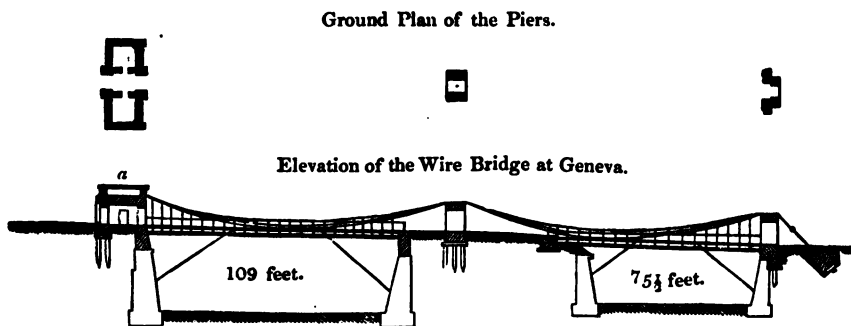 Ground Plan of the Piers.
Elevation of the Wire Bridge at Geneva.
a
109 feet.
75½ feet.